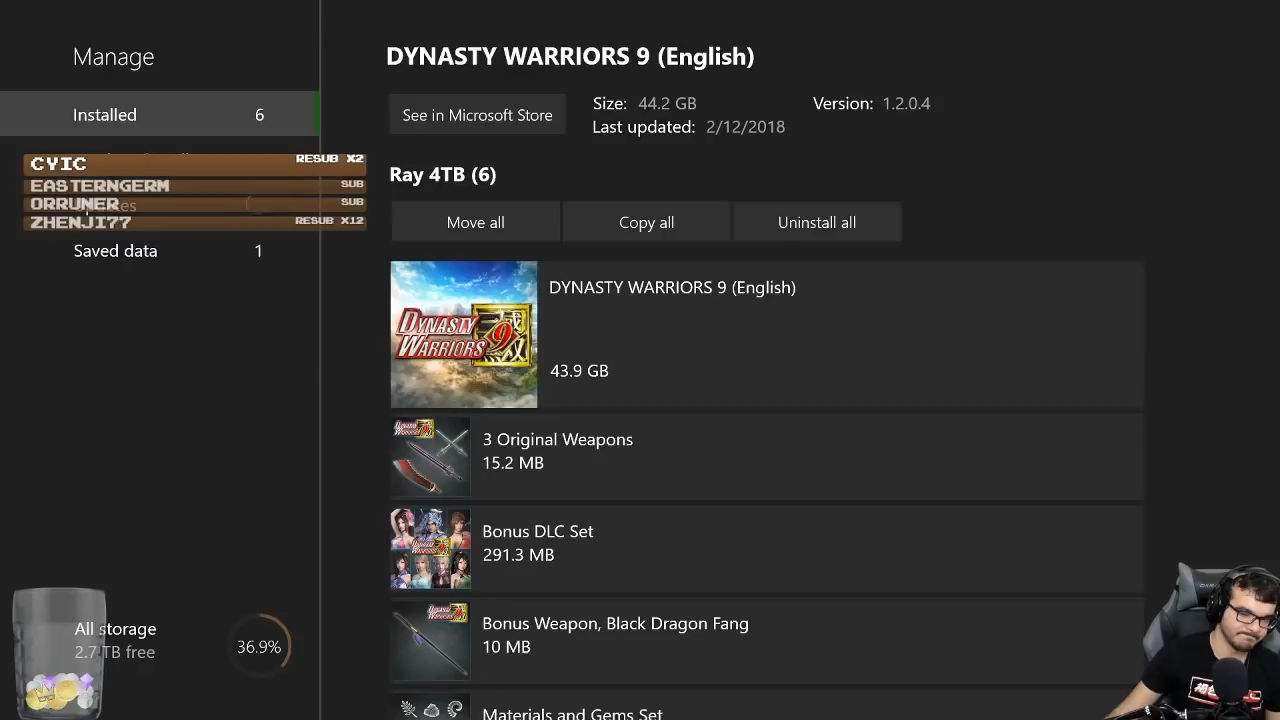 Manage
Installed 6
CYIC RESUB X2
EASTERNGERM SUB
ORRUNER SUB
ZHENJI77 RESUB X12
Saved data 1
All storage
2.7 TB free
36.9%
DYNASTY WARRIORS 9 (English)
See in Microsoft Store
Size: 44.2 GB
Version: 1.2.0.4
Last updated: 2/12/2018
Ray 4TB (6)
Move all
Copy all
Uninstall all
DYNASTY WARRIORS 9
DYNASTY WARRIORS 9 (English)
43.9 GB
3 Original Weapons
15.2 MB
Bonus DLC Set
291.3 MB
Bonus Weapon, Black Dragon Fang
10 MB
Materials and Gems Set